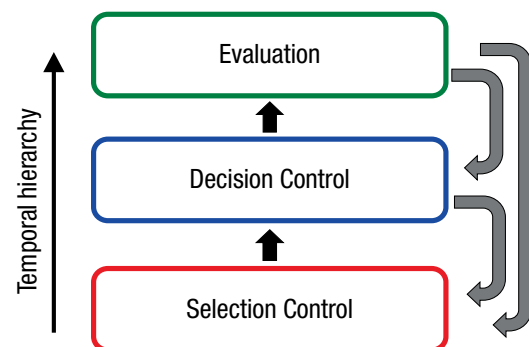 Evaluation
Decision Control
Selection Control
Temporal hierarchy